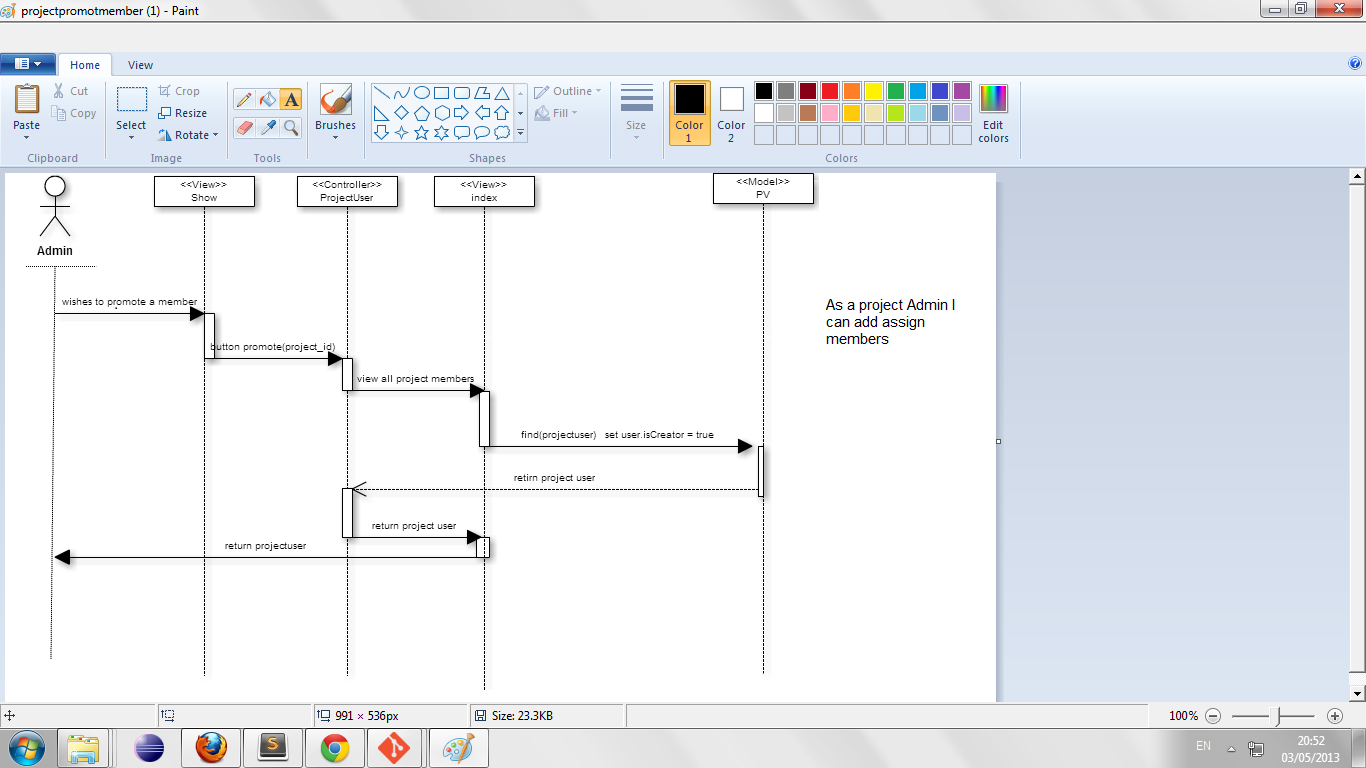 projectpromotmember (1) - Paint
Home
View
Paste
Cut
Copy
Clipboard
Select
Crop
Resize
Rotate
Image
A
Tools
Brushes
Outline
Fill
Shapes
Size
Color
1
Color
2
Edit
colors
Colors
<<View>>
Show
<<Controller>>
ProjectUser
<<View>>
index
<<Model>>
PV
Admin
wishes to promote a member
As a project Admin I
can add assign
members
button promote(project_id)
view all project members
find(projectuser) set user.isCreator = true
retirn project user
return project user
return projectuser
991 × 536px
Size: 23.3KB
100%
S
EN
20:52
03/05/2013